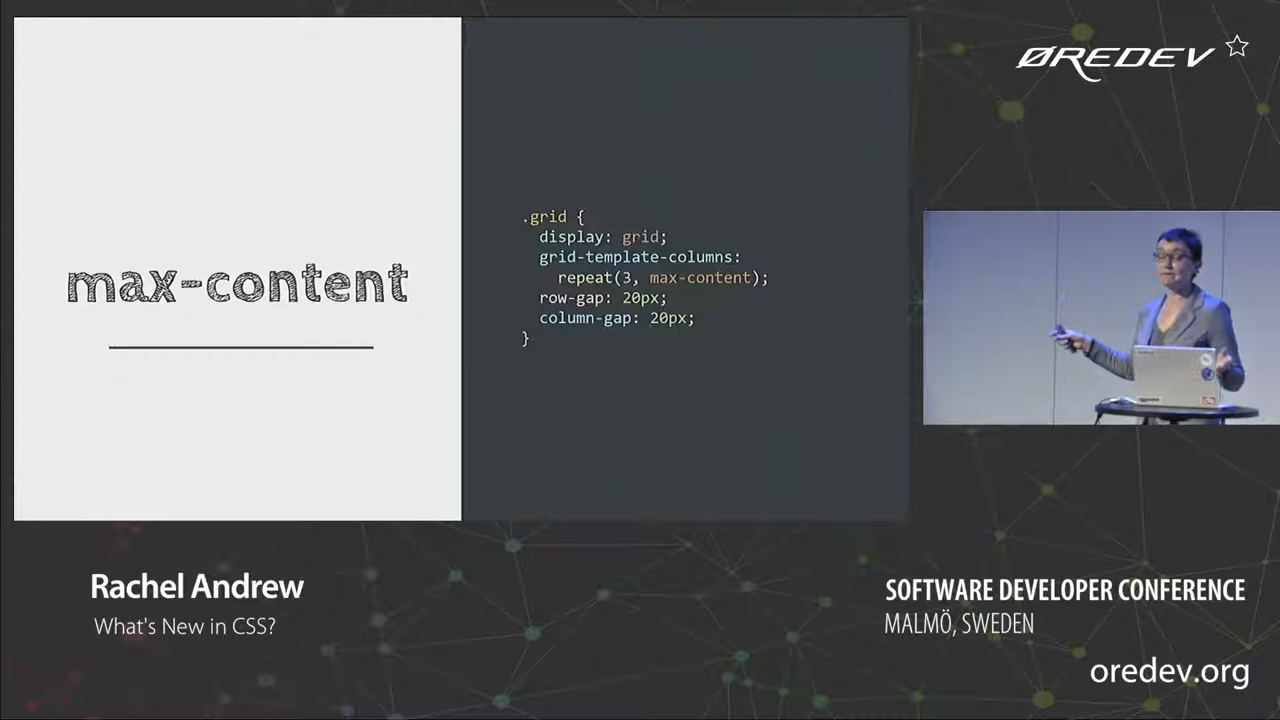 max-content
.grid {
display: grid;
grid-template-columns:
repeat(3, max-content);
row-gap: 20px;
column-gap: 20px;
}
ØREDEV
Rachel Andrew
What's New in CSS?
SOFTWARE DEVELOPER CONFERENCE
MALMÖ, SWEDEN
oredev.org